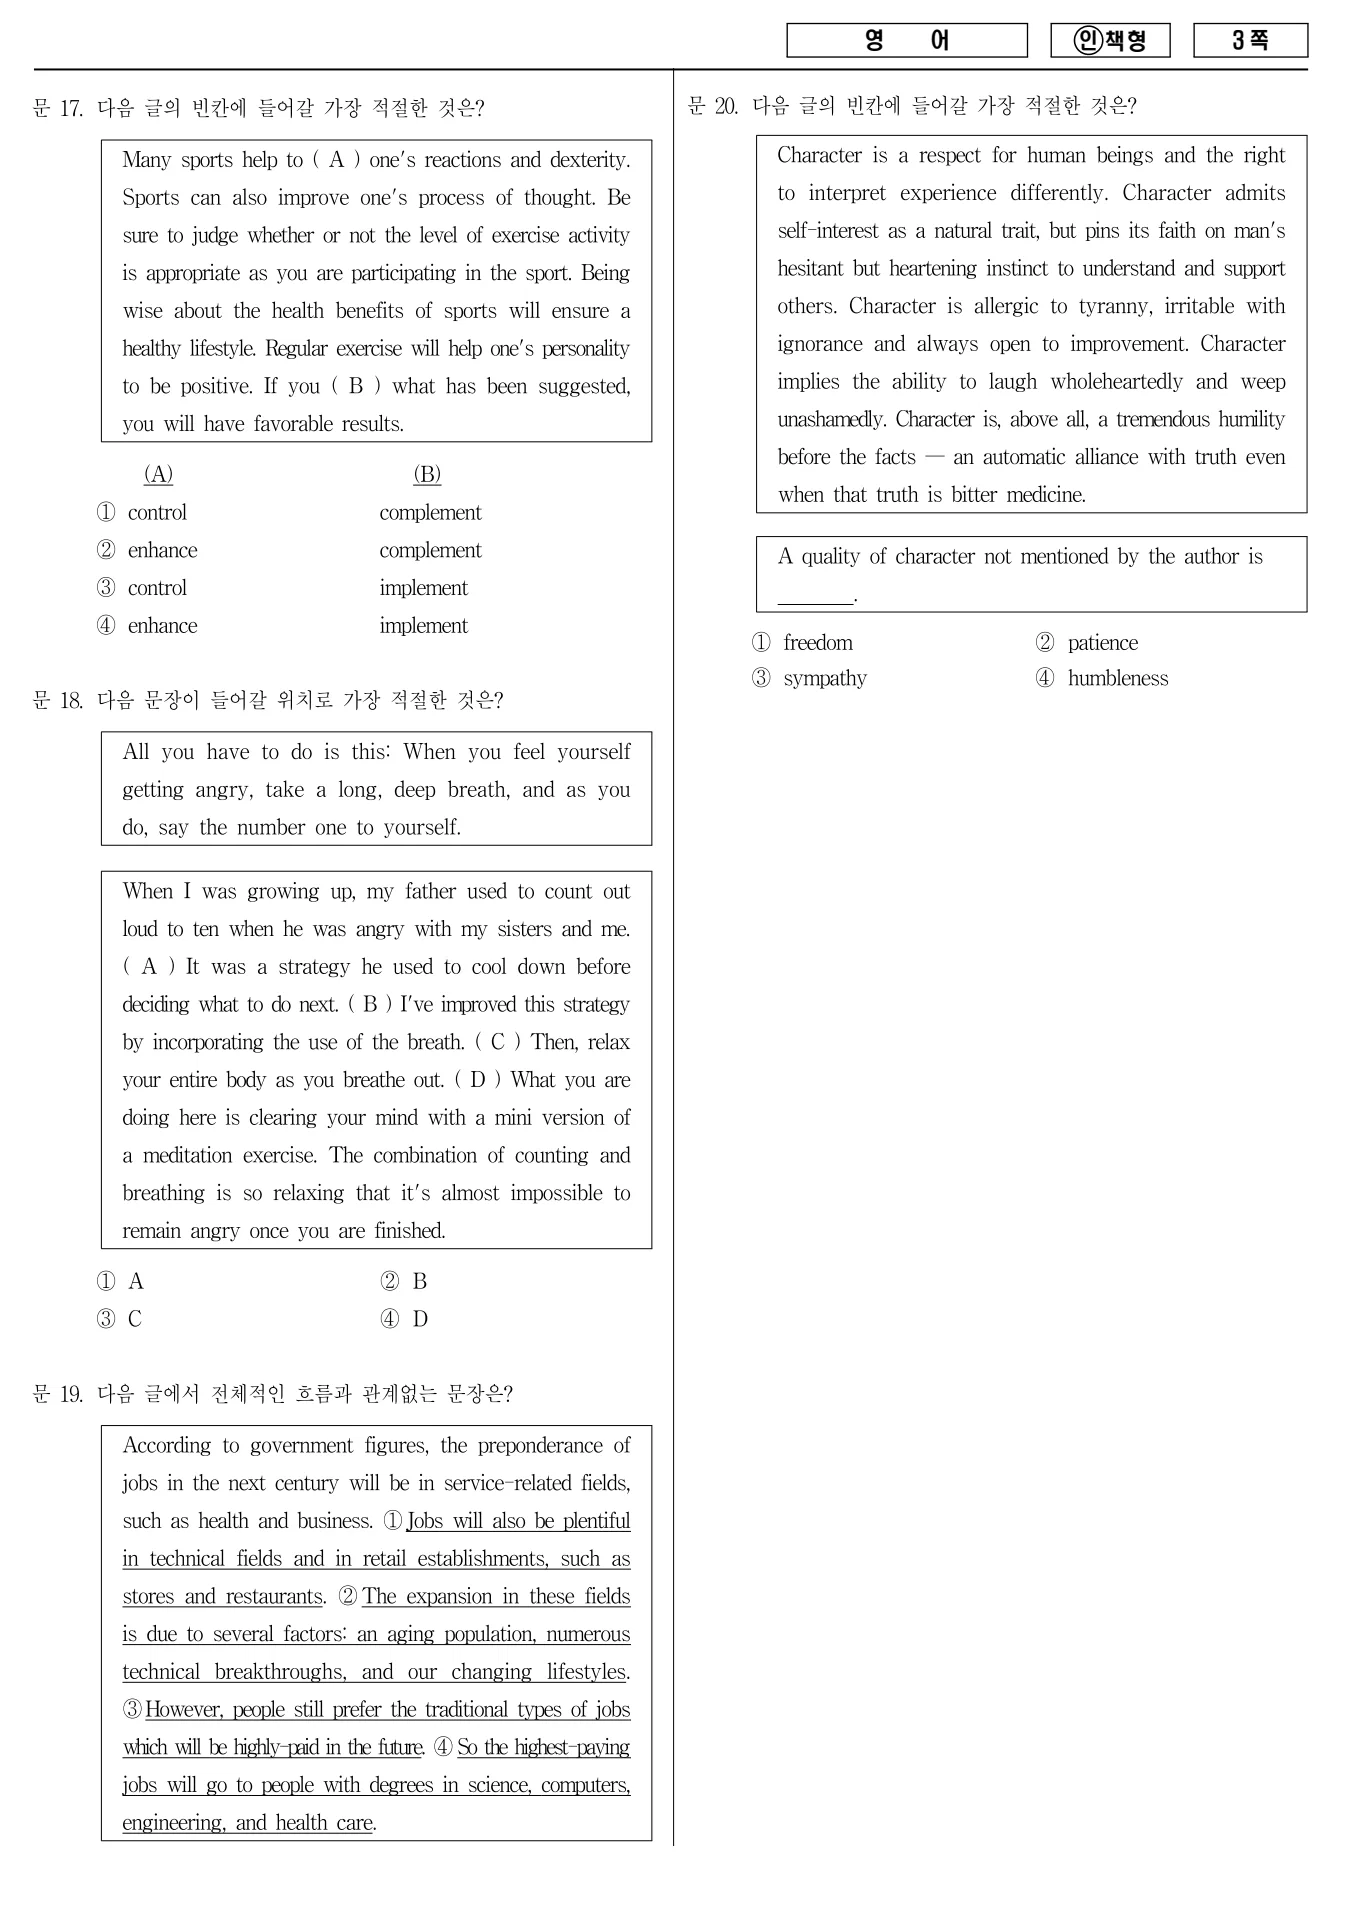 영 어
인책형
3쪽
문 17. 다음 글의 빈칸에 들어갈 가장 적절한 것은?
Many sports help to ( A ) one's reactions and dexterity.
Sports can also improve one's process of thought. Be
sure to judge whether or not the level of exercise activity
is appropriate as you are participating in the sport. Being
wise about the health benefits of sports will ensure a
healthy lifestyle. Regular exercise will help one's personality
to be positive. If you ( B ) what has been suggested,
you will have favorable results.
(A) (B)
① control complement
② enhance complement
③ control implement
④ enhance implement
문 18. 다음 문장이 들어갈 위치로 가장 적절한 것은?
All you have to do is this: When you feel yourself
getting angry, take a long, deep breath, and as you
do, say the number one to yourself.
When I was growing up, my father used to count out
loud to ten when he was angry with my sisters and me.
( A ) It was a strategy he used to cool down before
deciding what to do next. ( B ) I've improved this strategy
by incorporating the use of the breath. ( C ) Then, relax
your entire body as you breathe out. ( D ) What you are
doing here is clearing your mind with a mini version of
a meditation exercise. The combination of counting and
breathing is so relaxing that it's almost impossible to
remain angry once you are finished.
① A ② B
③ C ④ D
문 19. 다음 글에서 전체적인 흐름과 관계없는 문장은?
According to government figures, the preponderance of
jobs in the next century will be in service-related fields,
such as health and business. ① Jobs will also be plentiful
in technical fields and in retail establishments, such as
stores and restaurants. ② The expansion in these fields
is due to several factors: an aging population, numerous
technical breakthroughs, and our changing lifestyles.
③ However, people still prefer the traditional types of jobs
which will be highly-paid in the future. ④ So the highest-paying
jobs will go to people with degrees in science, computers,
engineering, and health care.
문 20. 다음 글의 빈칸에 들어갈 가장 적절한 것은?
Character is a respect for human beings and the right
to interpret experience differently. Character admits
self-interest as a natural trait, but pins its faith on man's
hesitant but heartening instinct to understand and support
others. Character is allergic to tyranny, irritable with
ignorance and always open to improvement. Character
implies the ability to laugh wholeheartedly and weep
unashamedly. Character is, above all, a tremendous humility
before the facts — an automatic alliance with truth even
when that truth is bitter medicine.
A quality of character not mentioned by the author is
_______.
① freedom ② patience
③ sympathy ④ humbleness